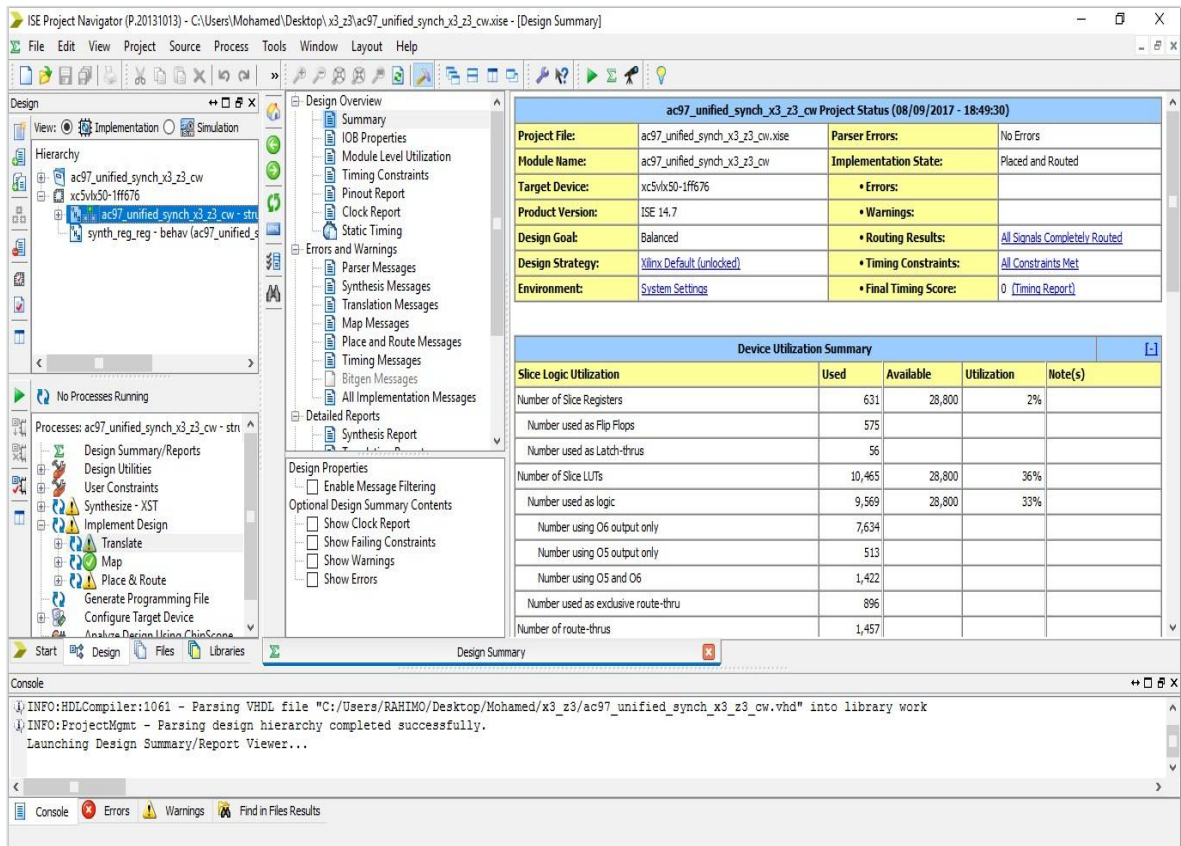 ISE Project Navigator (P.20131013) - C:\Users\Mohamed\Desktop\ x3_z3\ac97_unified_synch_x3_z3_cw.xise - [Design Summary]
File Edit View Project Source Process Tools Window Layout Help
Design
View: Implementation Simulation
Hierarchy
ac97_unified_synch_x3_z3_cw
xc5vlx50-1ff676
ac97_unified_synch_x3_z3_cw - stru
synth_reg_reg - behav (ac97_unified_s
No Processes Running
Processes: ac97_unified_synch_x3_z3_cw - stru
Design Summary/Reports
Design Utilities
User Constraints
Synthesize - XST
Implement Design
Translate
Map
Place & Route
Generate Programming File
Configure Target Device
Analyze Design Using ChipScope
Start Design Files Libraries
Design Overview
Summary
IOB Properties
Module Level Utilization
Timing Constraints
Pinout Report
Clock Report
Static Timing
Errors and Warnings
Parser Messages
Synthesis Messages
Translation Messages
Map Messages
Place and Route Messages
Timing Messages
Bitgen Messages
All Implementation Messages
Detailed Reports
Synthesis Report
Design Properties
Enable Message Filtering
Optional Design Summary Contents
Show Clock Report
Show Failing Constraints
Show Warnings
Show Errors
ac97_unified_synch_x3_z3_cw Project Status (08/09/2017 - 18:49:30)
Project File: ac97_unified_synch_x3_z3_cw.xise Parser Errors: No Errors
Module Name: ac97_unified_synch_x3_z3_cw Implementation State: Placed and Routed
Target Device: xc5vlx50-1ff676 • Errors:
Product Version: ISE 14.7 • Warnings:
Design Goal: Balanced • Routing Results: All Signals Completely Routed
Design Strategy: Xilinx Default (unlocked) • Timing Constraints: All Constraints Met
Environment: System Settings • Final Timing Score: 0 (Timing Report)
Device Utilization Summary [-]
Slice Logic Utilization Used Available Utilization Note(s)
Number of Slice Registers 631 28,800 2%
Number used as Flip Flops 575
Number used as Latch-thrus 56
Number of Slice LUTs 10,465 28,800 36%
Number used as logic 9,569 28,800 33%
Number using O6 output only 7,634
Number using O5 output only 513
Number using O5 and O6 1,422
Number used as exclusive route-thru 896
Number of route-thrus 1,457
Design Summary
Console
INFO:HDLCompiler:1061 - Parsing VHDL file "C:/Users/RAHIMO/Desktop/Mohamed/x3_z3/ac97_unified_synch_x3_z3_cw.vhd" into library work
INFO:ProjectMgmt - Parsing design hierarchy completed successfully.
Launching Design Summary/Report Viewer...
Console Errors Warnings Find in Files Results